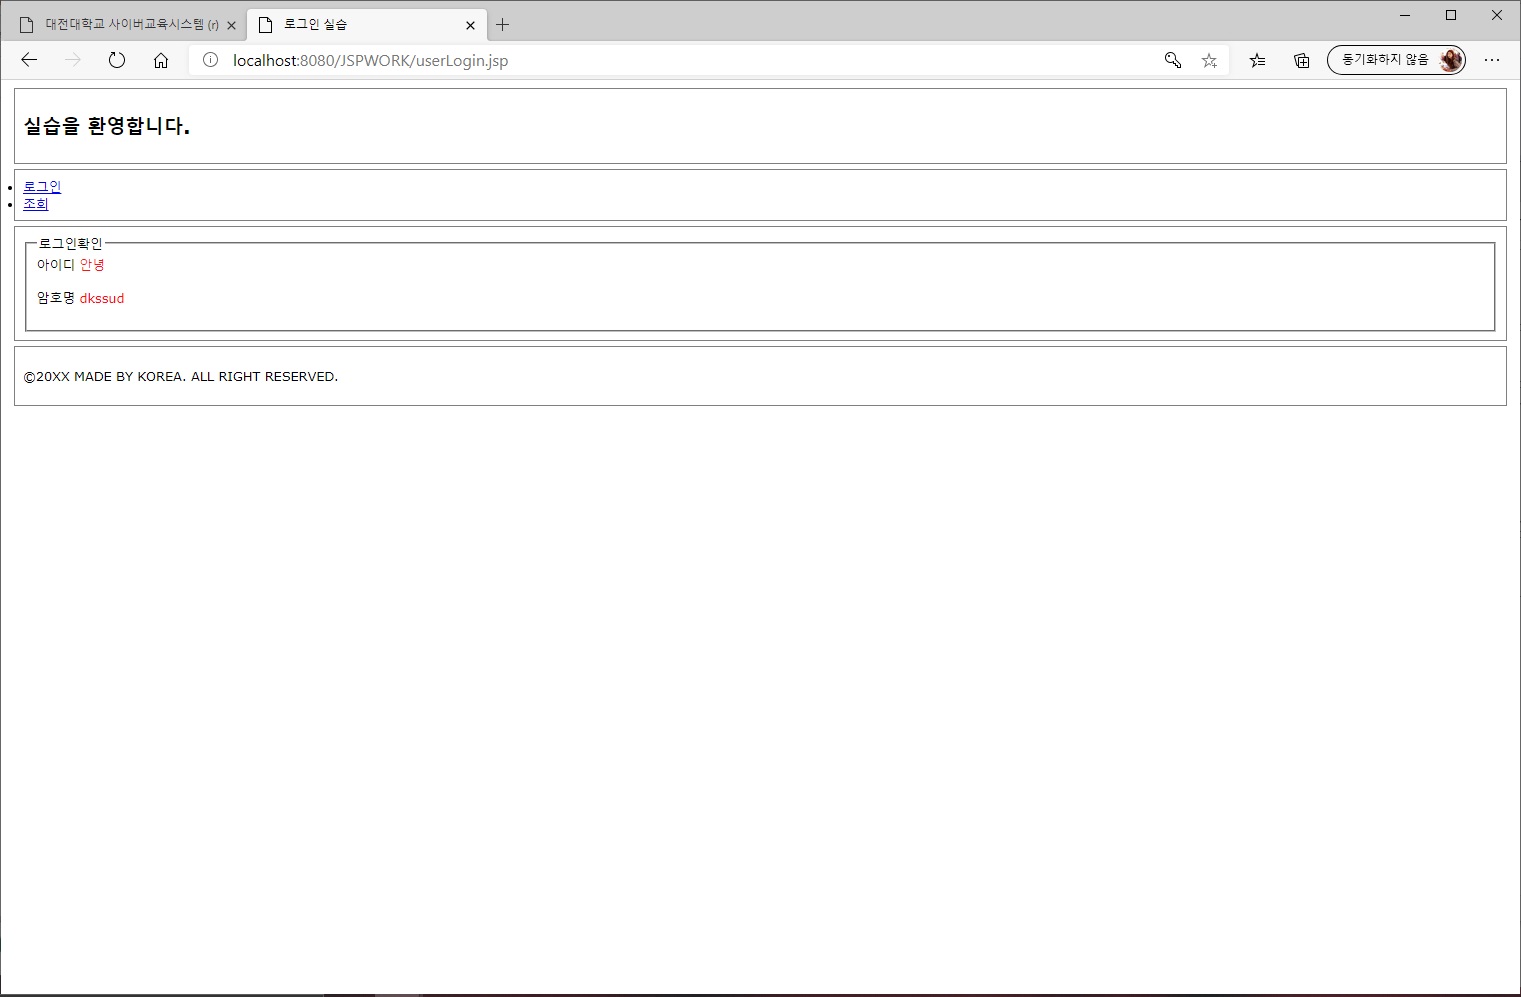 대전대학교 사이버교육시스템 (r)
로그인 실습
localhost:8080/JSPWORK/userLogin.jsp
동기화하지 않음
실습을 환영합니다.
로그인
조회
로그인확인
아이디 안녕
암호명 dkssud
©20XX MADE BY KOREA. ALL RIGHT RESERVED.